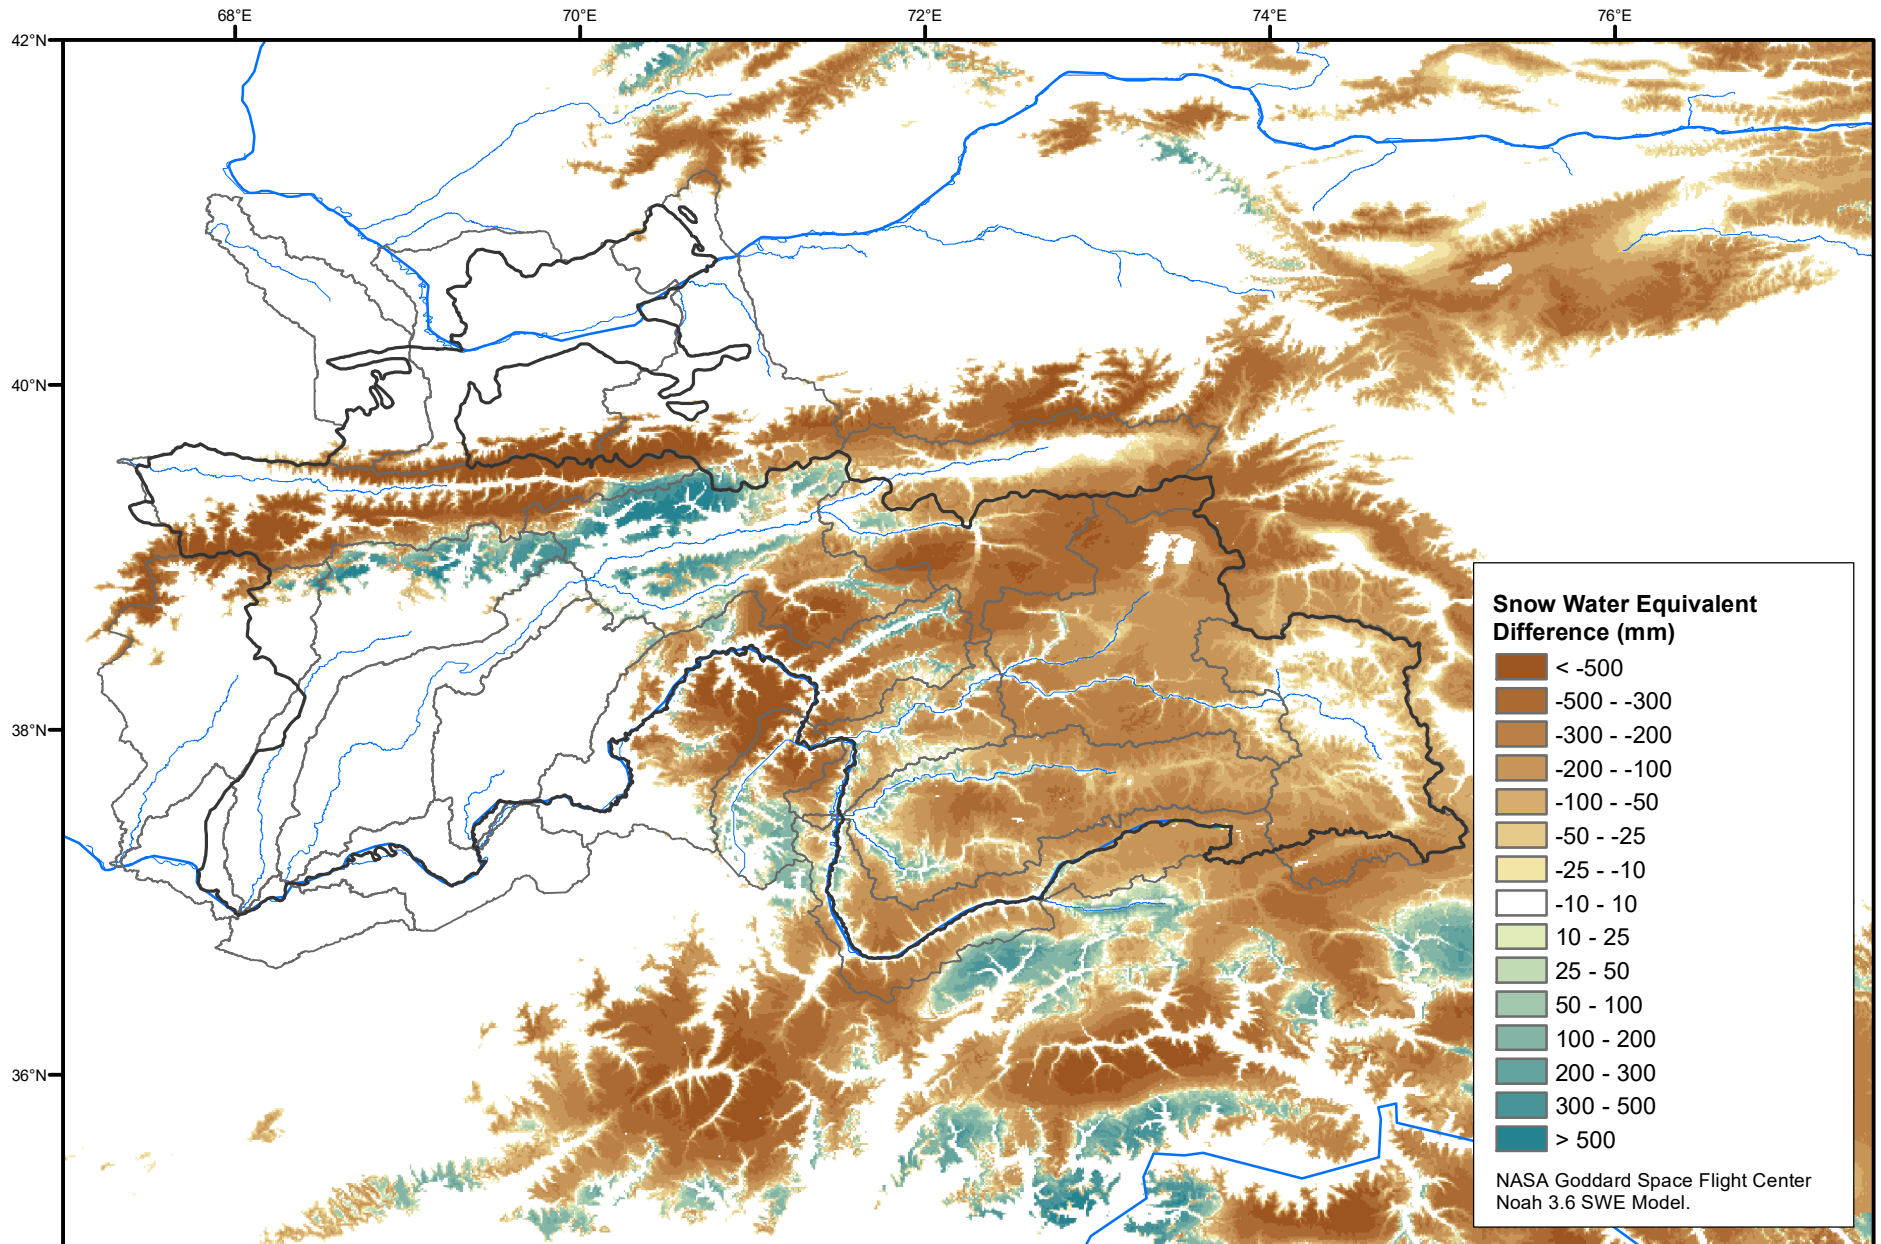 68°E
70°E
72°E
74°E
76°E
42°N
40°N
38°N
36°N
Snow Water Equivalent
Difference (mm)
< -500
-500 - -300
-300 - -200
-200 - -100
-100 - -50
-50 - -25
-25 - -10
-10 - 10
10 - 25
25 - 50
50 - 100
100 - 200
200 - 300
300 - 500
> 500
NASA Goddard Space Flight Center
Noah 3.6 SWE Model.